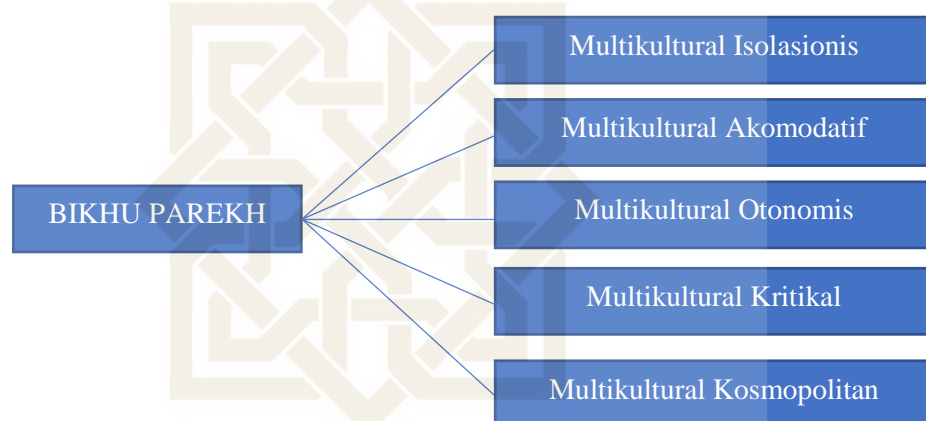 Multikultural Isolasionis
Multikultural Akomodatif
BIKHU PAREKH
Multikultural Otonomis
Multikultural Kritikal
Multikultural Kosmopolitan